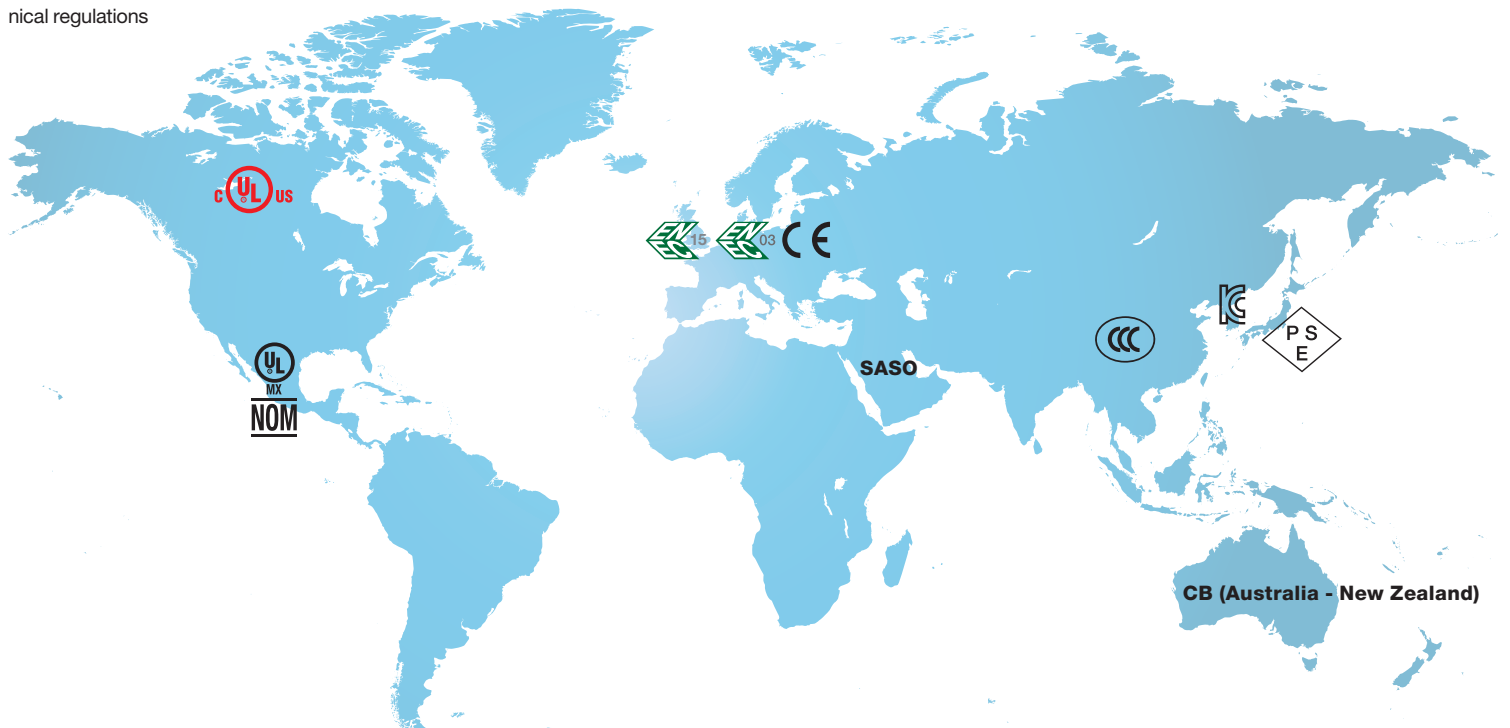 nical regulations
C UL US
EN
EC 15
EN
EC 03 CE
KC
CCC
P S
E
UL
MX
NOM
SASO
CB (Australia - New Zealand)